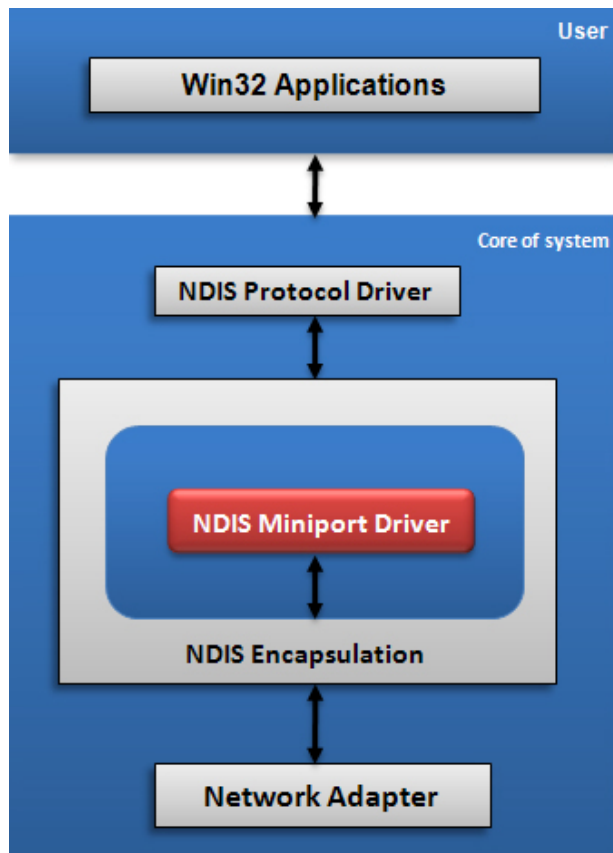 User
Win32 Applications
Core of system
NDIS Protocol Driver
NDIS Miniport Driver
NDIS Encapsulation
Network Adapter